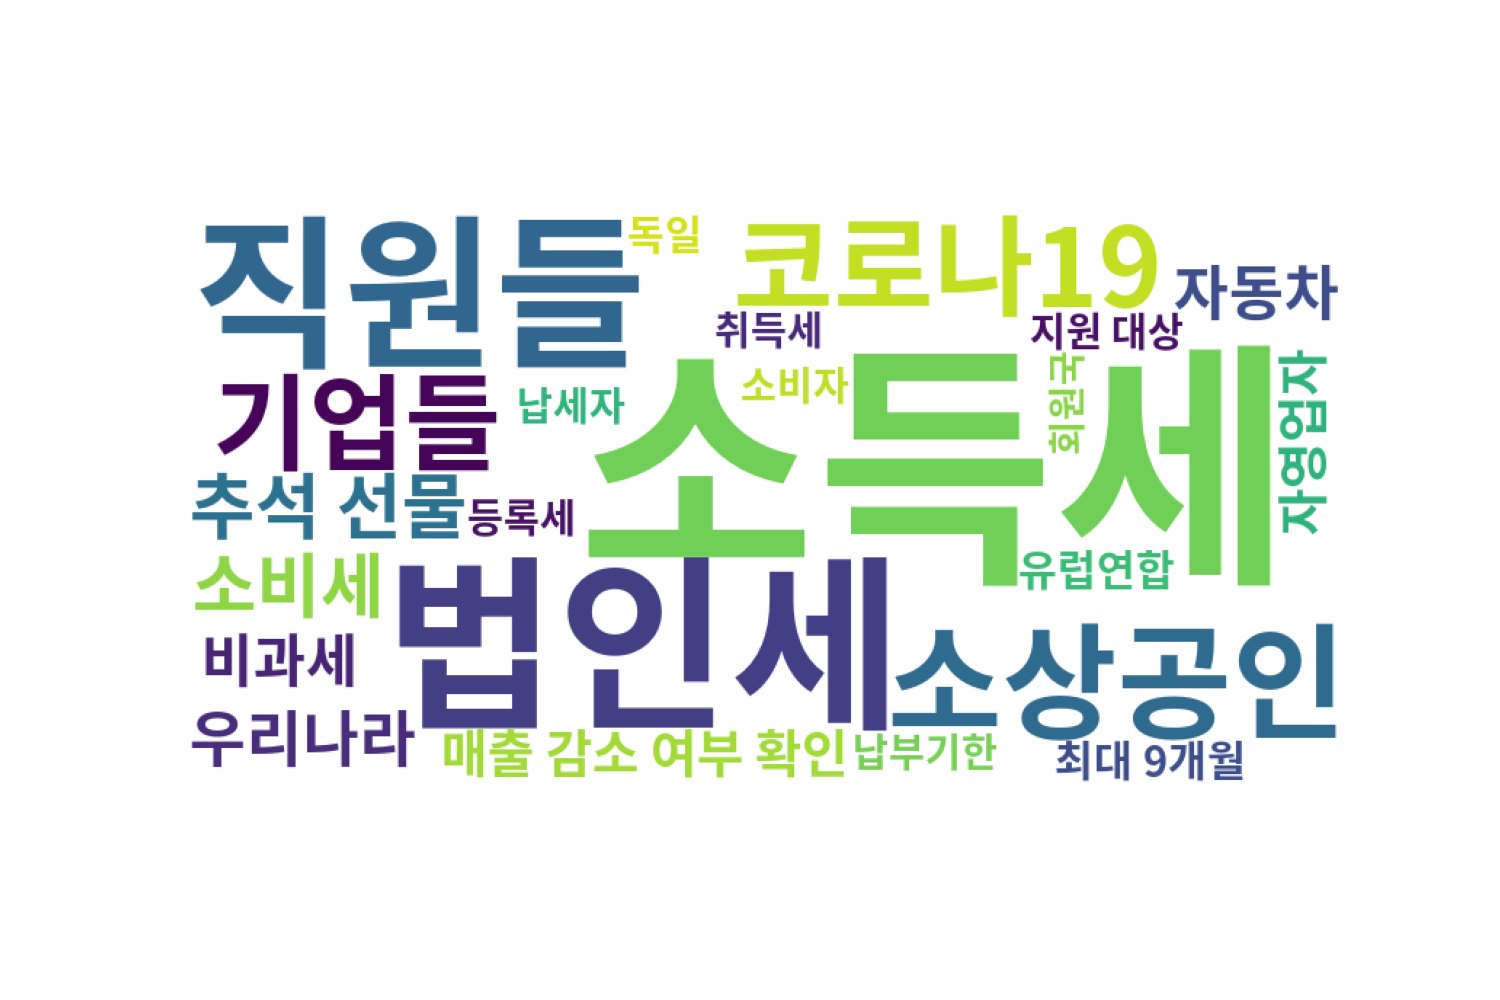 직원들
독일
코로나19
자동차
취득세
지원 대상
소득세
소비자
회원국
자영업자
기업들
납세자
추석 선물
등록세
유럽연합
소비세
법인세
소상공인
비과세
우리나라
매출 감소 여부 확인
납부기한
최대 9개월